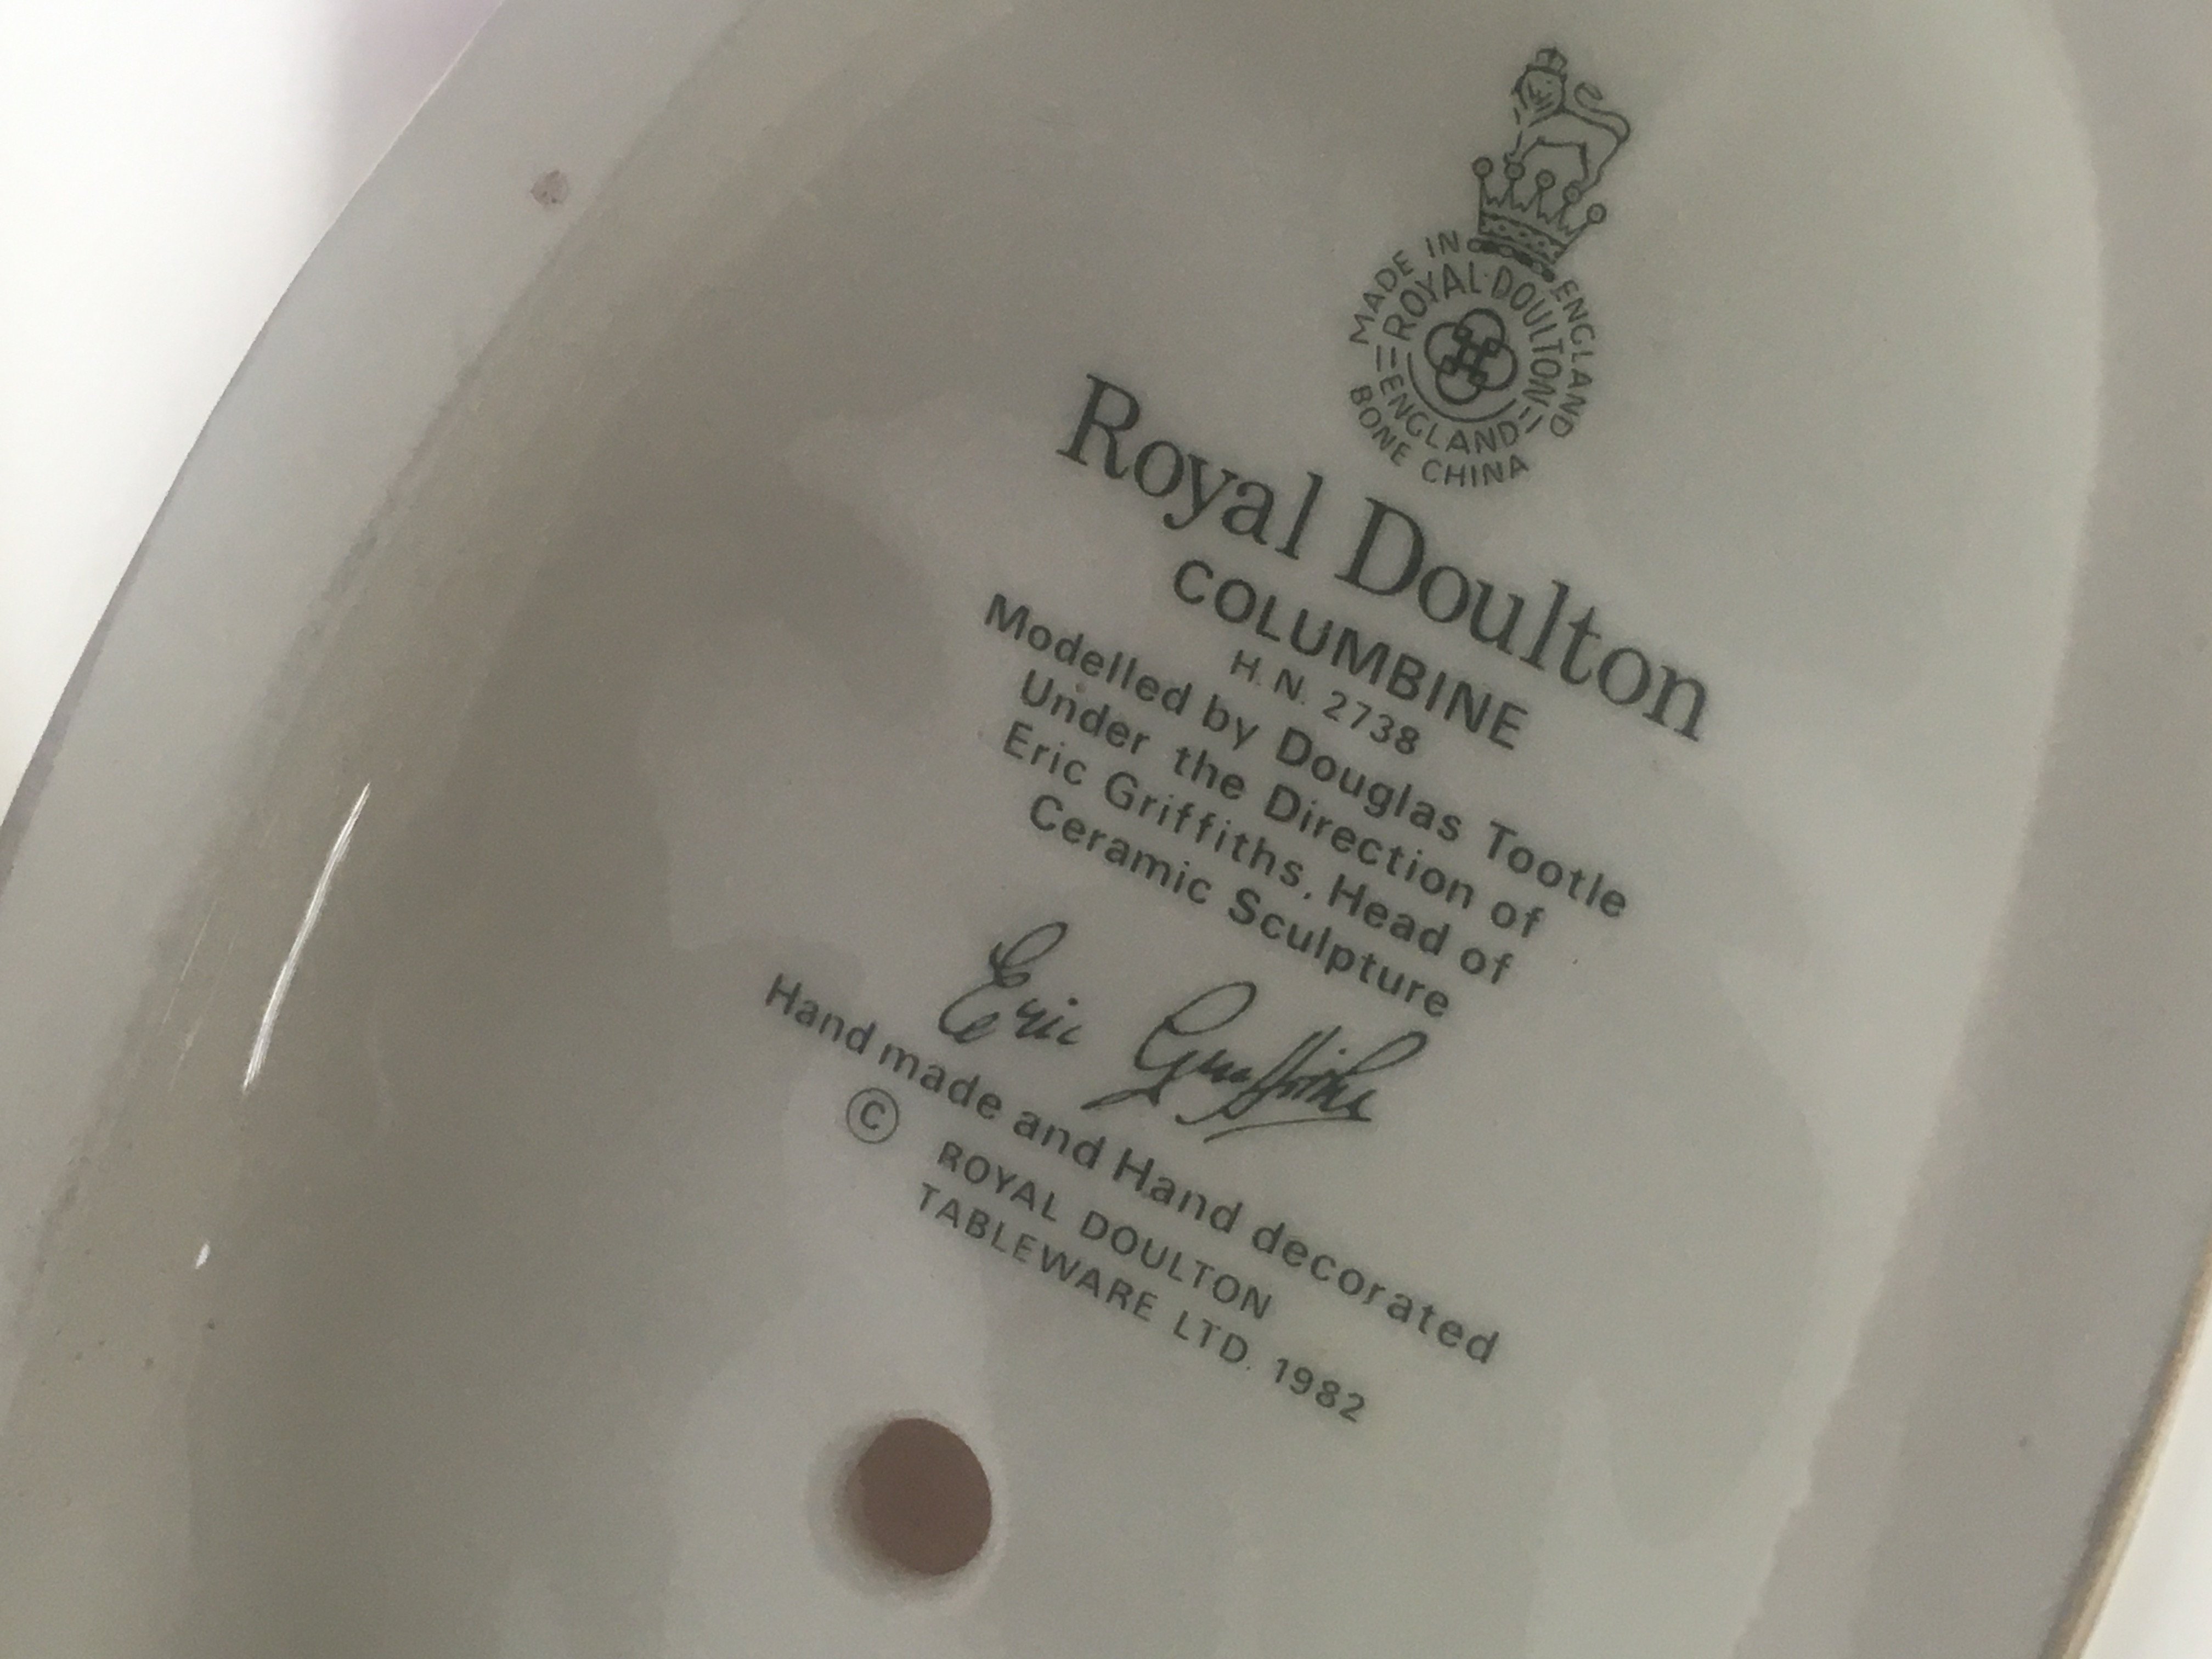 MADE IN ENGLAND
ROYAL DOULTON
ENGLAND
BONE CHINA
Royal Doulton
COLUMBINE
H.N. 2738
Modelled by Douglas Tootle
Under the Direction of
Eric Griffiths, Head of
Ceramic Sculpture
Eric Griffiths
Hand made and Hand decorated
© ROYAL DOULTON
TABLEWARE LTD. 1982